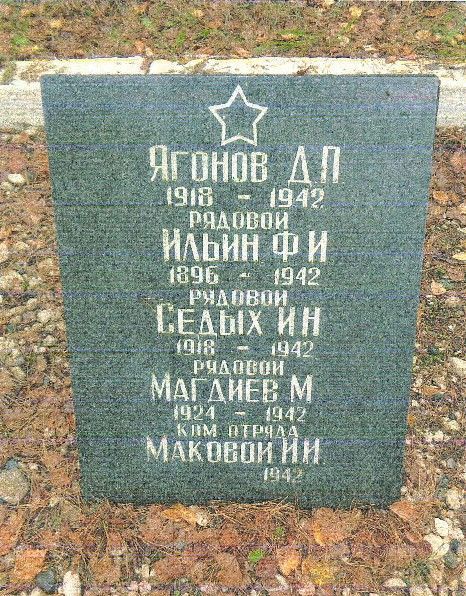 Ягонов Д П
1918 - 1942
рядовой
Ильин Ф И
1896 - 1942
рядовой
Седых И Н
1918 - 1942
рядовой
Магдиев М
1924 - 1942
ком отряда
Маковой И И
1942